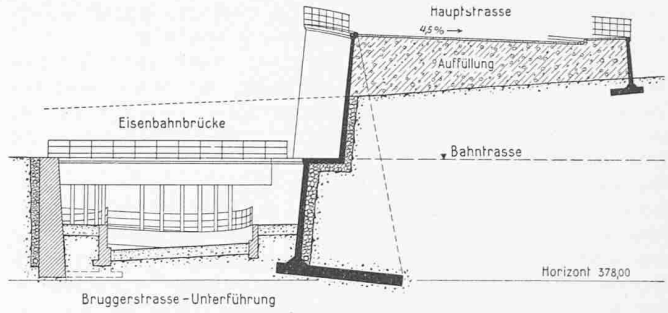 Hauptstrasse
4,5% →
Auffüllung
Eisenbahnbrücke
Bahntrasse
Horizont 378,00
Bruggerstrasse-Unterführung